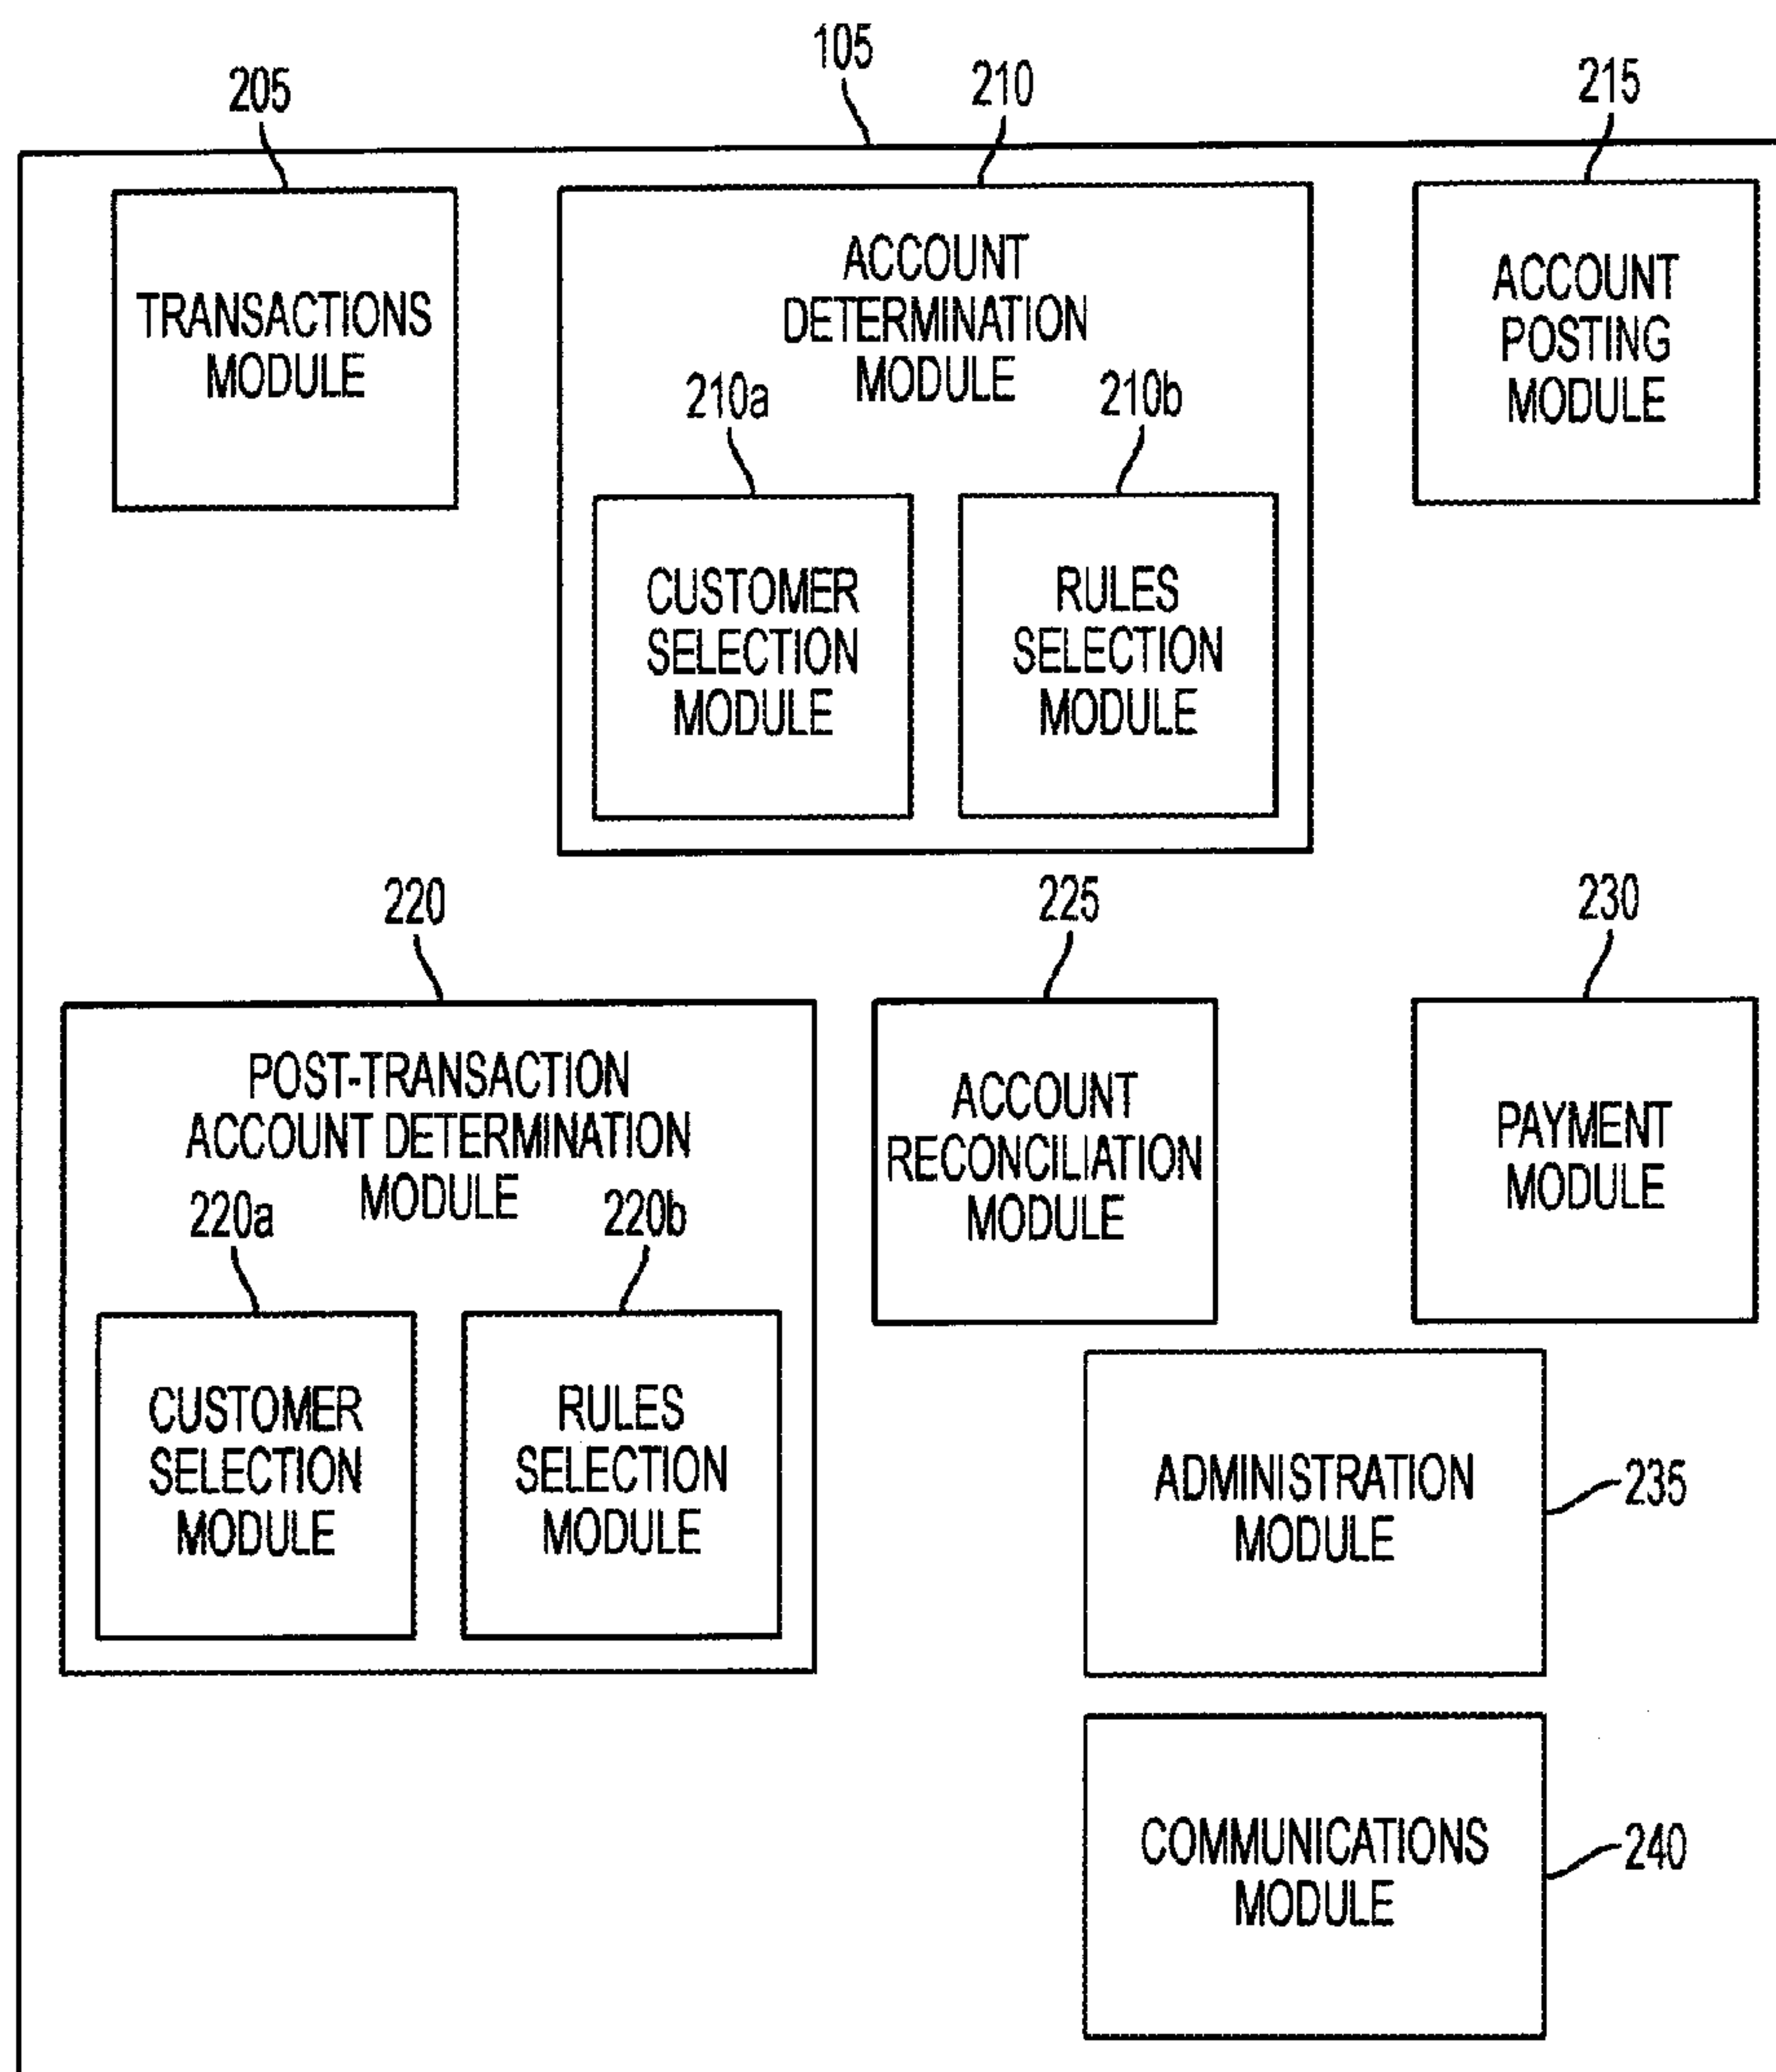 105
205
210
215
TRANSACTIONS
MODULE
ACCOUNT
DETERMINATION
MODULE
210a
210b
CUSTOMER
SELECTION
MODULE
RULES
SELECTION
MODULE
ACCOUNT
POSTING
MODULE
220
225
230
POST-TRANSACTION
ACCOUNT DETERMINATION
MODULE
220a
220b
CUSTOMER
SELECTION
MODULE
RULES
SELECTION
MODULE
ACCOUNT
RECONCILIATION
MODULE
PAYMENT
MODULE
ADMINISTRATION
MODULE
235
COMMUNICATIONS
MODULE
240